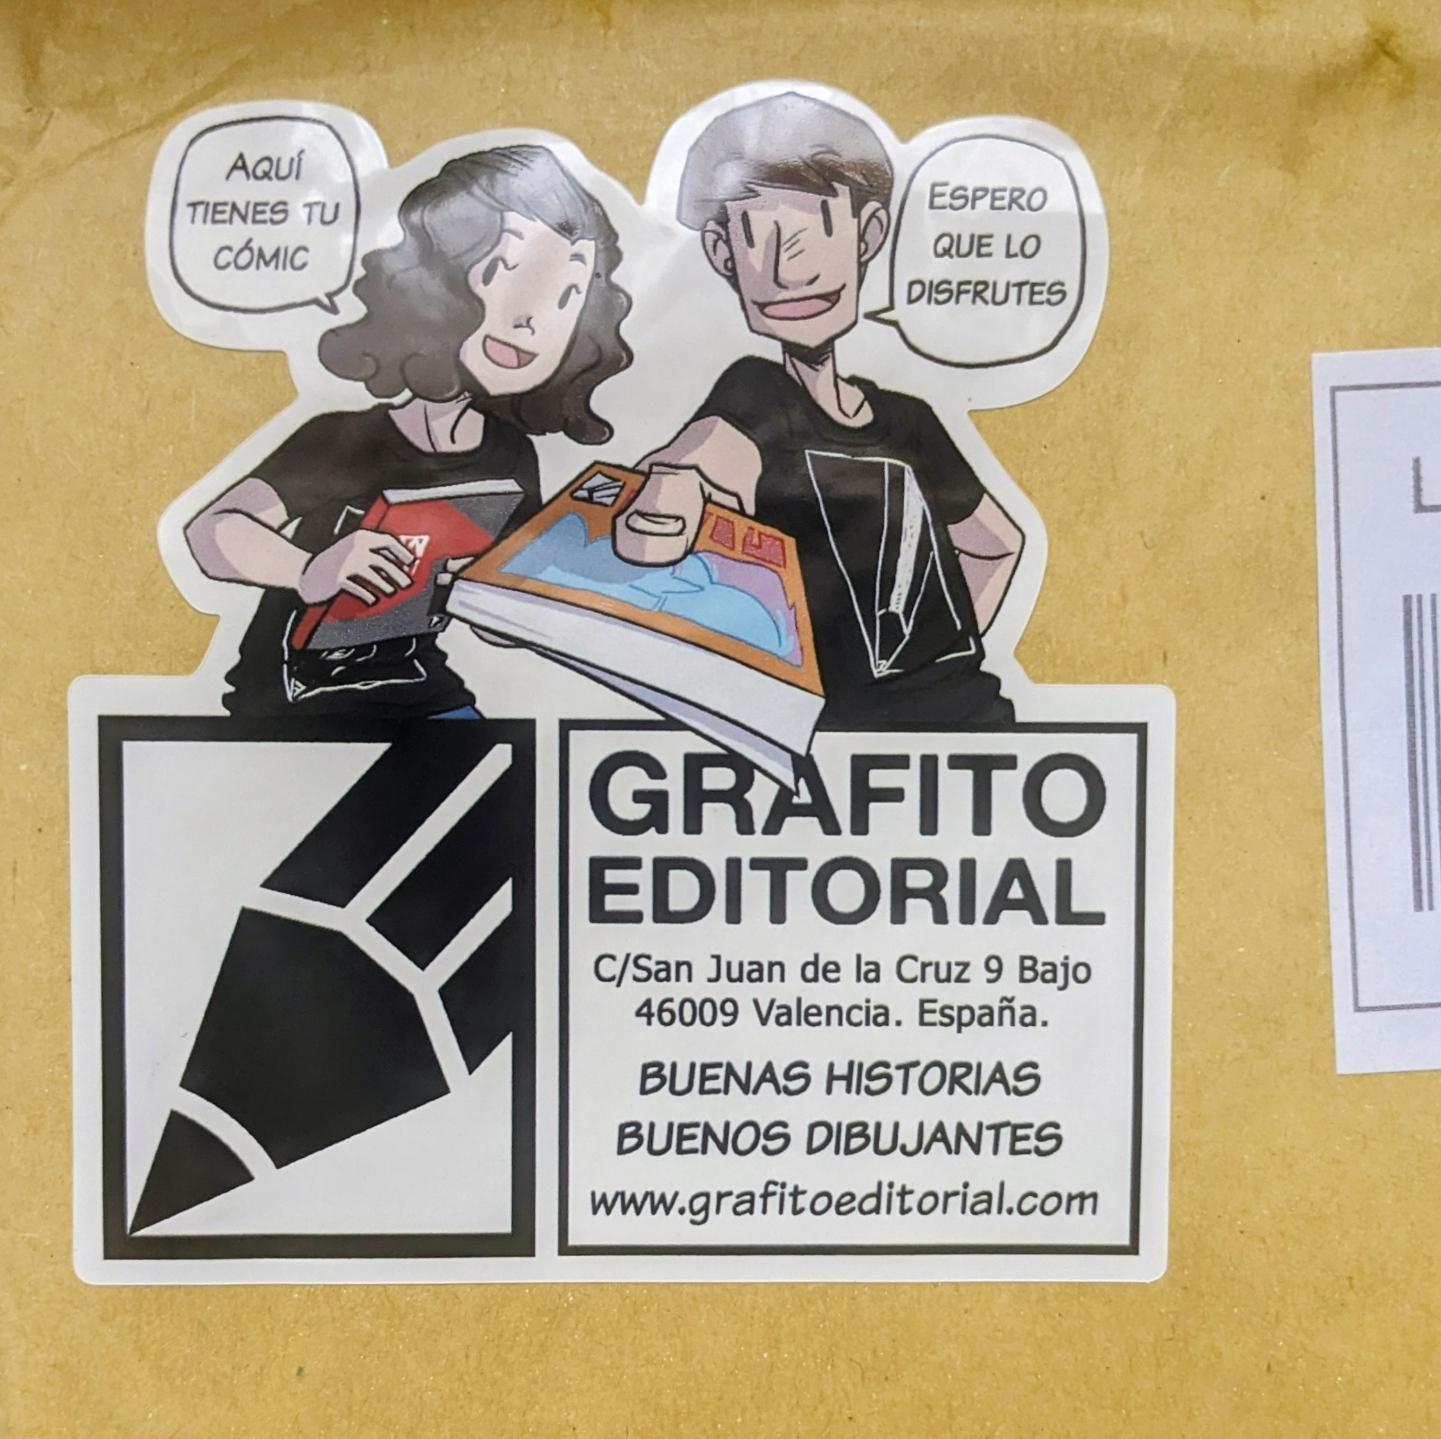 AQUÍ
TIENES TU
CÓMIC
ESPERO
QUE LO
DISFRUTES
GRAFITO
EDITORIAL
C/San Juan de la Cruz 9 Bajo
46009 Valencia. España.
BUENAS HISTORIAS
BUENOS DIBUJANTES
www.grafitoeditorial.com